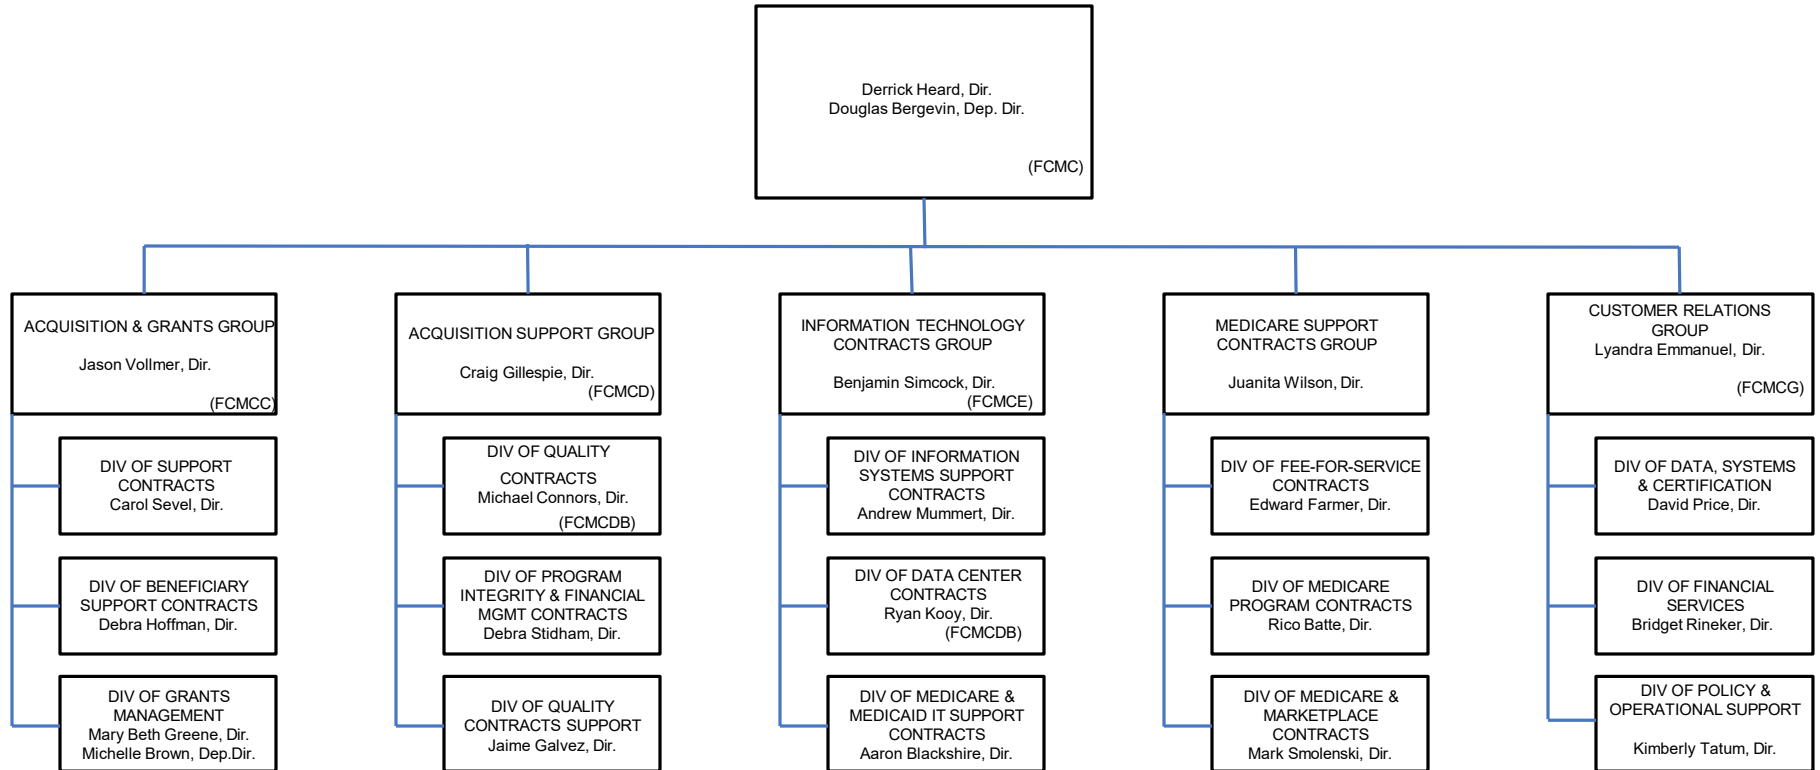 Derrick Heard, Dir.
Douglas Bergevin, Dep. Dir.
(FCMC)
ACQUISITION & GRANTS GROUP
Jason Vollmer, Dir.
(FCMCC)
DIV OF SUPPORT
CONTRACTS
Carol Sevel, Dir.
DIV OF BENEFICIARY
SUPPORT CONTRACTS
Debra Hoffman, Dir.
DIV OF GRANTS
MANAGEMENT
Mary Beth Greene, Dir.
Michelle Brown, Dep.Dir.
ACQUISITION SUPPORT GROUP
Craig Gillespie, Dir.
(FCMCD)
DIV OF QUALITY
CONTRACTS
Michael Connors, Dir.
(FCMCDB)
DIV OF PROGRAM
INTEGRITY & FINANCIAL
MGMT CONTRACTS
Debra Stidham, Dir.
DIV OF QUALITY
CONTRACTS SUPPORT
Jaime Galvez, Dir.
INFORMATION TECHNOLOGY
CONTRACTS GROUP
Benjamin Simcock, Dir.
(FCMCE)
DIV OF INFORMATION
SYSTEMS SUPPORT
CONTRACTS
Andrew Mummert, Dir.
DIV OF DATA CENTER
CONTRACTS
Ryan Kooy, Dir.
(FCMCDB)
DIV OF MEDICARE &
MEDICAID IT SUPPORT
CONTRACTS
Aaron Blackshire, Dir.
MEDICARE SUPPORT
CONTRACTS GROUP
Juanita Wilson, Dir.
DIV OF FEE-FOR-SERVICE
CONTRACTS
Edward Farmer, Dir.
DIV OF MEDICARE
PROGRAM CONTRACTS
Rico Batte, Dir.
DIV OF MEDICARE &
MARKETPLACE
CONTRACTS
Mark Smolenski, Dir.
CUSTOMER RELATIONS
GROUP
Lyandra Emmanuel, Dir.
(FCMCG)
DIV OF DATA, SYSTEMS
& CERTIFICATION
David Price, Dir.
DIV OF FINANCIAL
SERVICES
Bridget Rineker, Dir.
DIV OF POLICY &
OPERATIONAL SUPPORT
Kimberly Tatum, Dir.